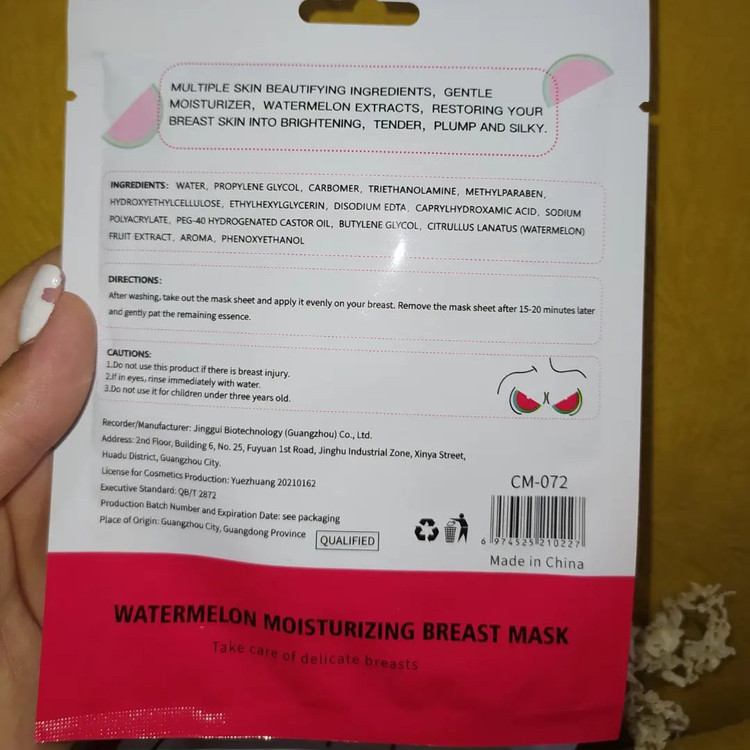 MULTIPLE SKIN BEAUTIFYING INGREDIENTS, GENTLE
MOISTURIZER, WATERMELON EXTRACTS, RESTORING YOUR
BREAST SKIN INTO BRIGHTENING, TENDER, PLUMP AND SILKY.
INGREDIENTS: WATER, PROPYLENE GLYCOL, CARBOMER, TRIETHANOLAMINE, METHYLPARABEN,
HYDROXYETHYLCELLULOSE, ETHYLHEXYLGLYCERIN, DISODIUM EDTA, CAPRYLHYDROXAMIC ACID, SODIUM
POLYACRYLATE, PEG-40 HYDROGENATED CASTOR OIL, BUTYLENE GLYCOL, CITRULLUS LANATUS (WATERMELON)
FRUIT EXTRACT, AROMA, PHENOXYETHANOL
DIRECTIONS:
After washing, take out the mask sheet and apply it evenly on your breast. Remove the mask sheet after 15-20 minutes later
and gently pat the remaining essence.
CAUTIONS:
1.Do not use this product if there is breast injury.
2.If in eyes, rinse immediately with water.
3.Do not use it for children under three years old.
Recorder/Manufacturer: Jinggui Biotechnology (Guangzhou) Co., Ltd.
Address: 2nd Floor, Building 6, No. 25, Fuyuan 1st Road, Jinghu Industrial Zone, Xinya Street,
Huadu District, Guangzhou City.
License for Cosmetics Production: Yuezhuang 20210162
Executive Standard: QB/T 2872
Production Batch Number and Expiration Date: see packaging
Place of Origin: Guangzhou City, Guangdong Province
QUALIFIED
CM-072
6 974525 210227
Made in China
WATERMELON MOISTURIZING BREAST MASK
Take care of delicate breasts